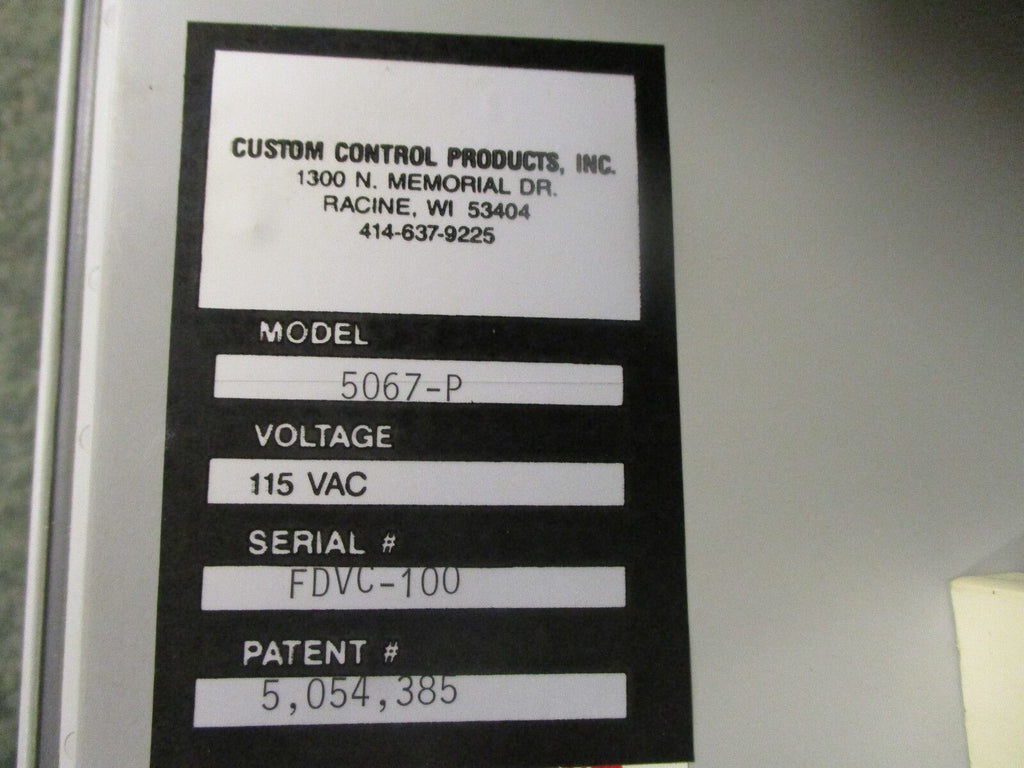 CUSTOM CONTROL PRODUCTS, INC.
1300 N. MEMORIAL DR.
RACINE, WI 53404
414-637-9225
MODEL
5067-P
VOLTAGE
115 VAC
SERIAL #
FDVC-100
PATENT #
5,054,385